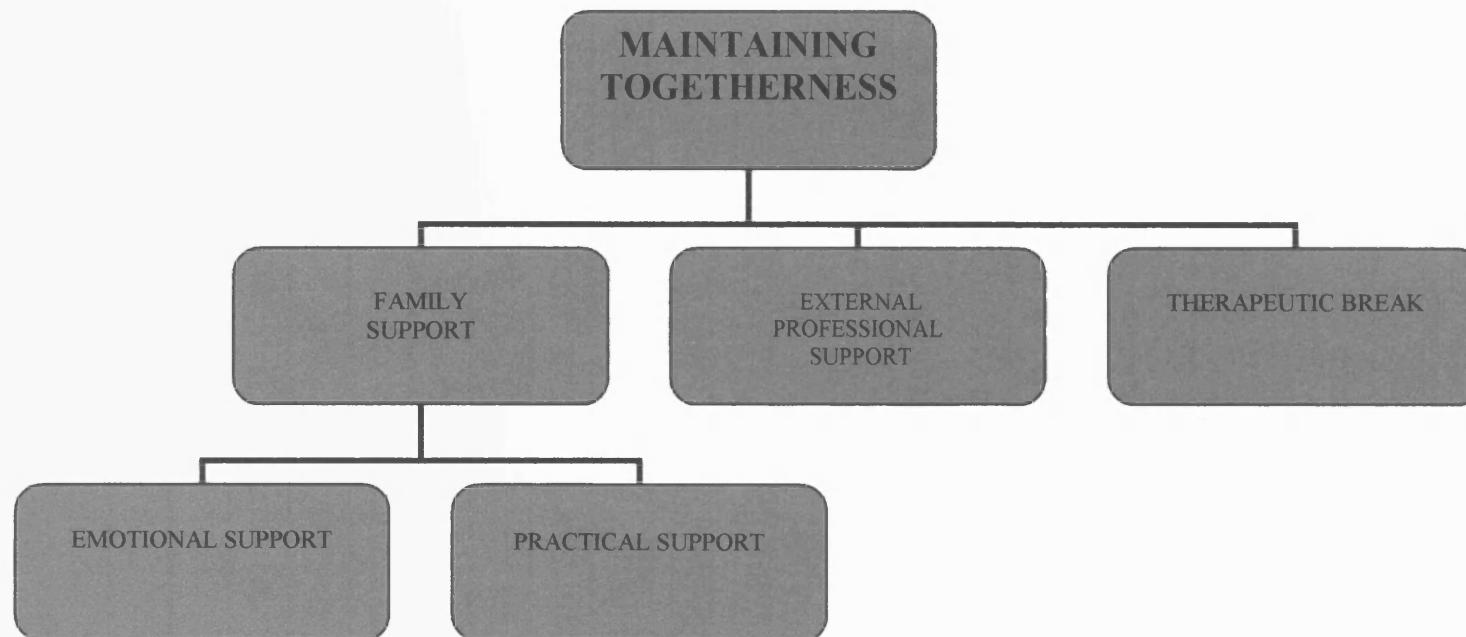 MAINTAINING
TOGETHERNESS
FAMILY
SUPPORT
EXTERNAL
PROFESSIONAL
SUPPORT
THERAPEUTIC BREAK
EMOTIONAL SUPPORT
PRACTICAL SUPPORT